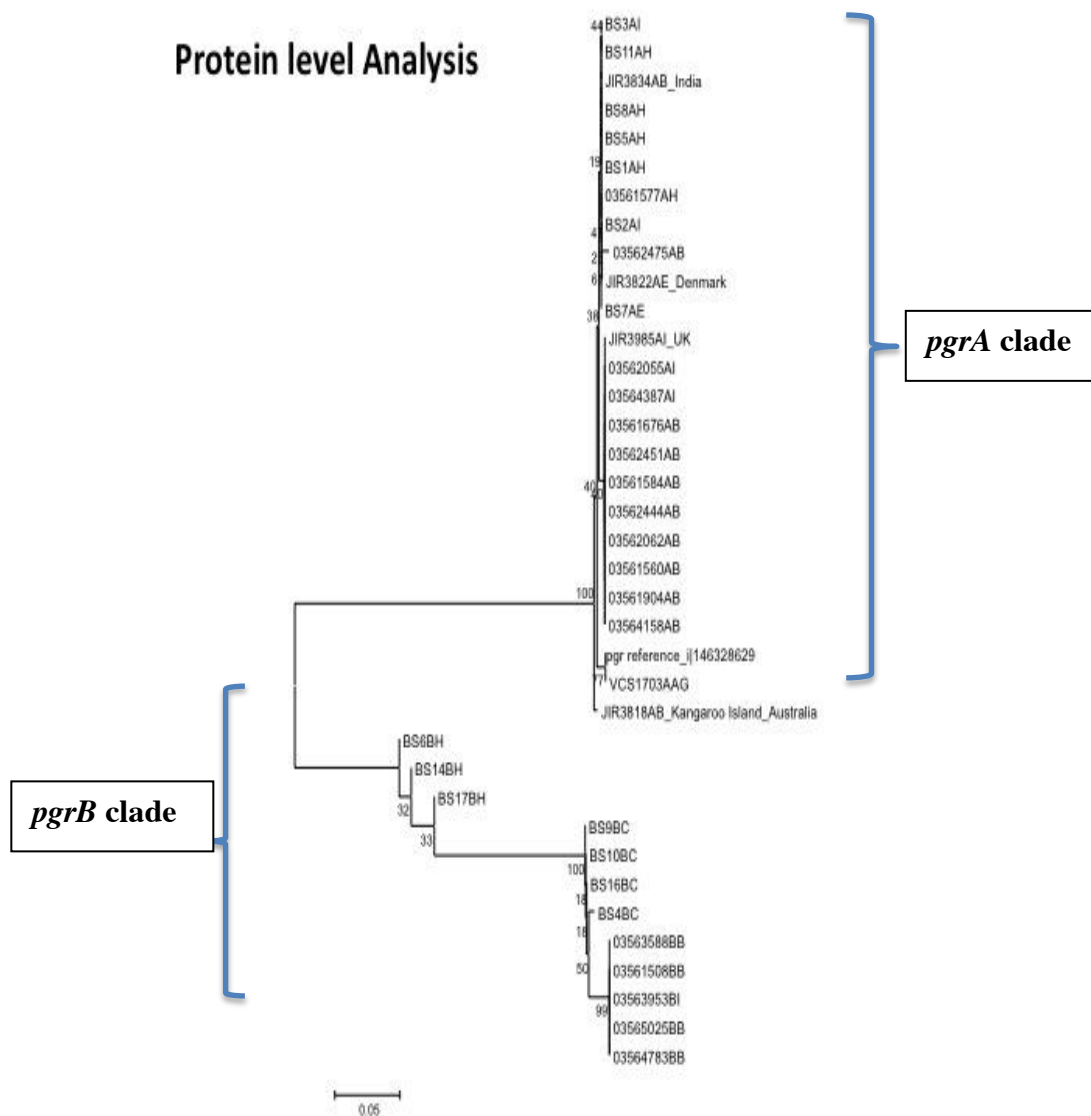 Protein level Analysis
44
BS3AI
BS11AH
JIR3834AB_India
BS8AH
BS5AH
19
BS1AH
03561577AH
BS2AI
4
03562475AB
2
6
JIR3822AE_Denmark
38
BS7AE
JIR3985AI_UK
pgrA clade
03562055AI
03564387AI
03561676AB
03562451AB
03561584AB
40
03562444AB
03562062AB
03561560AB
100
03561904AB
03564158AB
pgr reference_i|146328629
77
VCS1703AAG
JIR3818AB_Kangaroo Island_Australia
BS6BH
BS14BH
32
BS17BH
pgrB clade
33
BS9BC
BS10BC
100
BS16BC
18
BS4BC
18
03563588BB
50
03561508BB
03563953BI
99
03565025BB
03564783BB
0.05